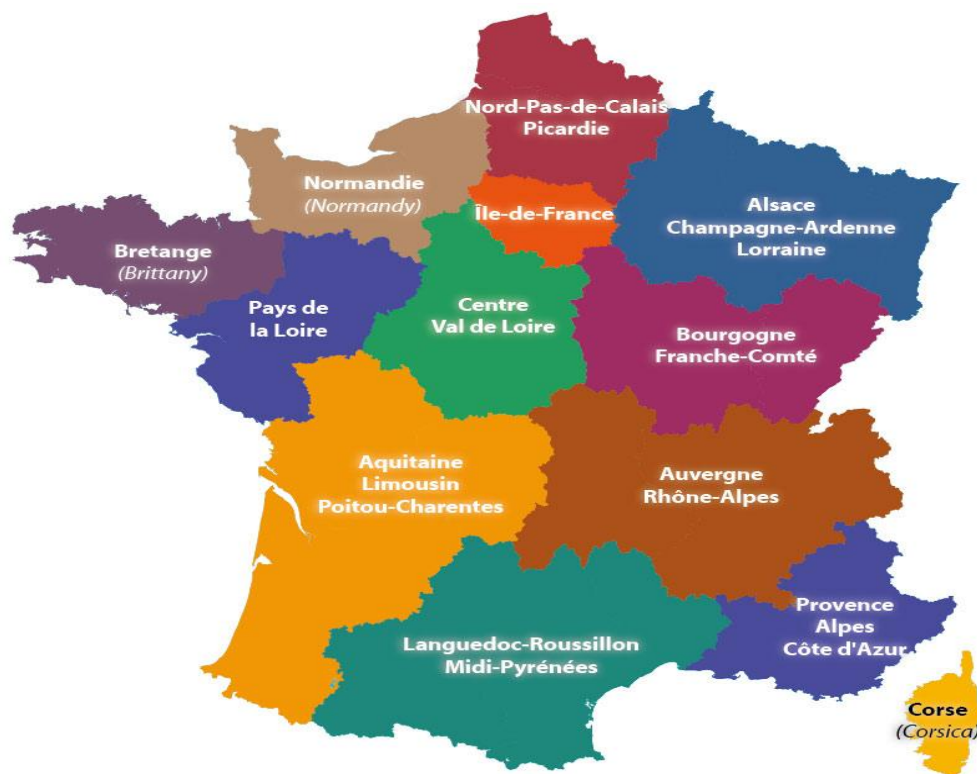 Nord-Pas-de-Calais
Picardie
Normandie
(Normandy)
Île-de-France
Alsace
Champagne-Ardenne
Lorraine
Bretange
(Brittany)
Pays de
la Loire
Centre
Val de Loire
Bourgogne
Franche-Comté
Aquitaine
Limousin
Poitou-Charentes
Auvergne
Rhône-Alpes
Provence
Alpes
Côte d'Azur
Languedoc-Roussillon
Midi-Pyrénées
Corse
(Corsica)